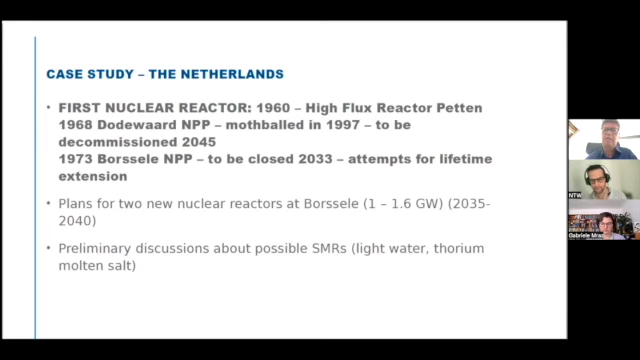 CASE STUDY – THE NETHERLANDS
• FIRST NUCLEAR REACTOR: 1960 – High Flux Reactor Petten
1968 Dodewaard NPP – mothballed in 1997 – to be
decommissioned 2045
1973 Borssele NPP – to be closed 2033 – attempts for lifetime
extension
• Plans for two new nuclear reactors at Borssele (1 – 1.6 GW) (2035-
2040)
• Preliminary discussions about possible SMRs (light water, thorium
molten salt)
NTW
Gabriele Mraz